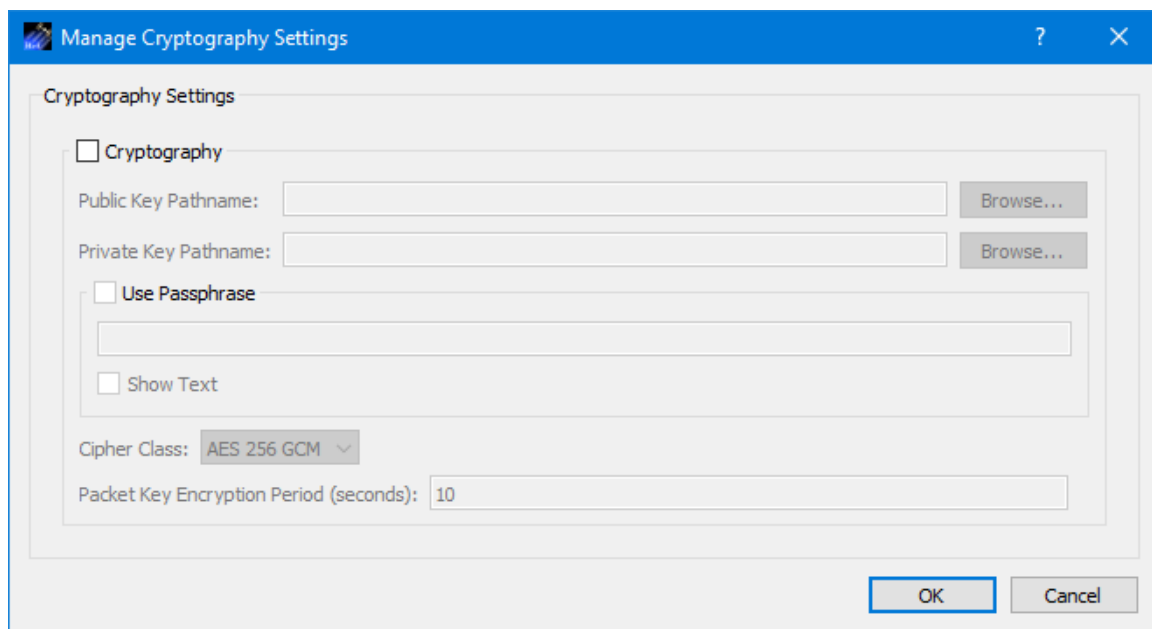 Manage Cryptography Settings ?
Cryptography Settings
Cryptography
Public Key Pathname: Browse...
Private Key Pathname: Browse...
Use Passphrase
Show Text
Cipher Class: AES 256 GCM
Packet Key Encryption Period (seconds): 10
OK Cancel